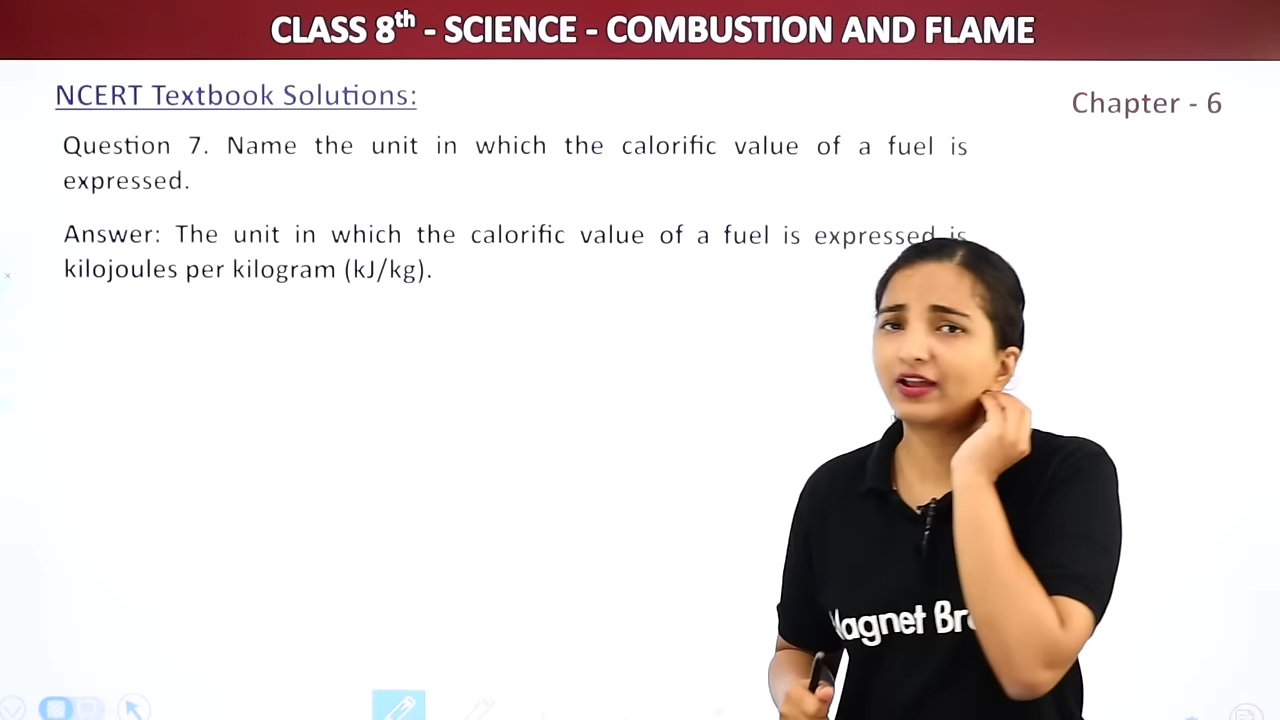 CLASS 8th - SCIENCE - COMBUSTION AND FLAME
NCERT Textbook Solutions:
Chapter - 6
Question 7. Name the unit in which the calorific value of a fuel is
expressed.
Answer: The unit in which the calorific value of a fuel is expressed is
kilojoules per kilogram (kJ/kg).
Magnet Br